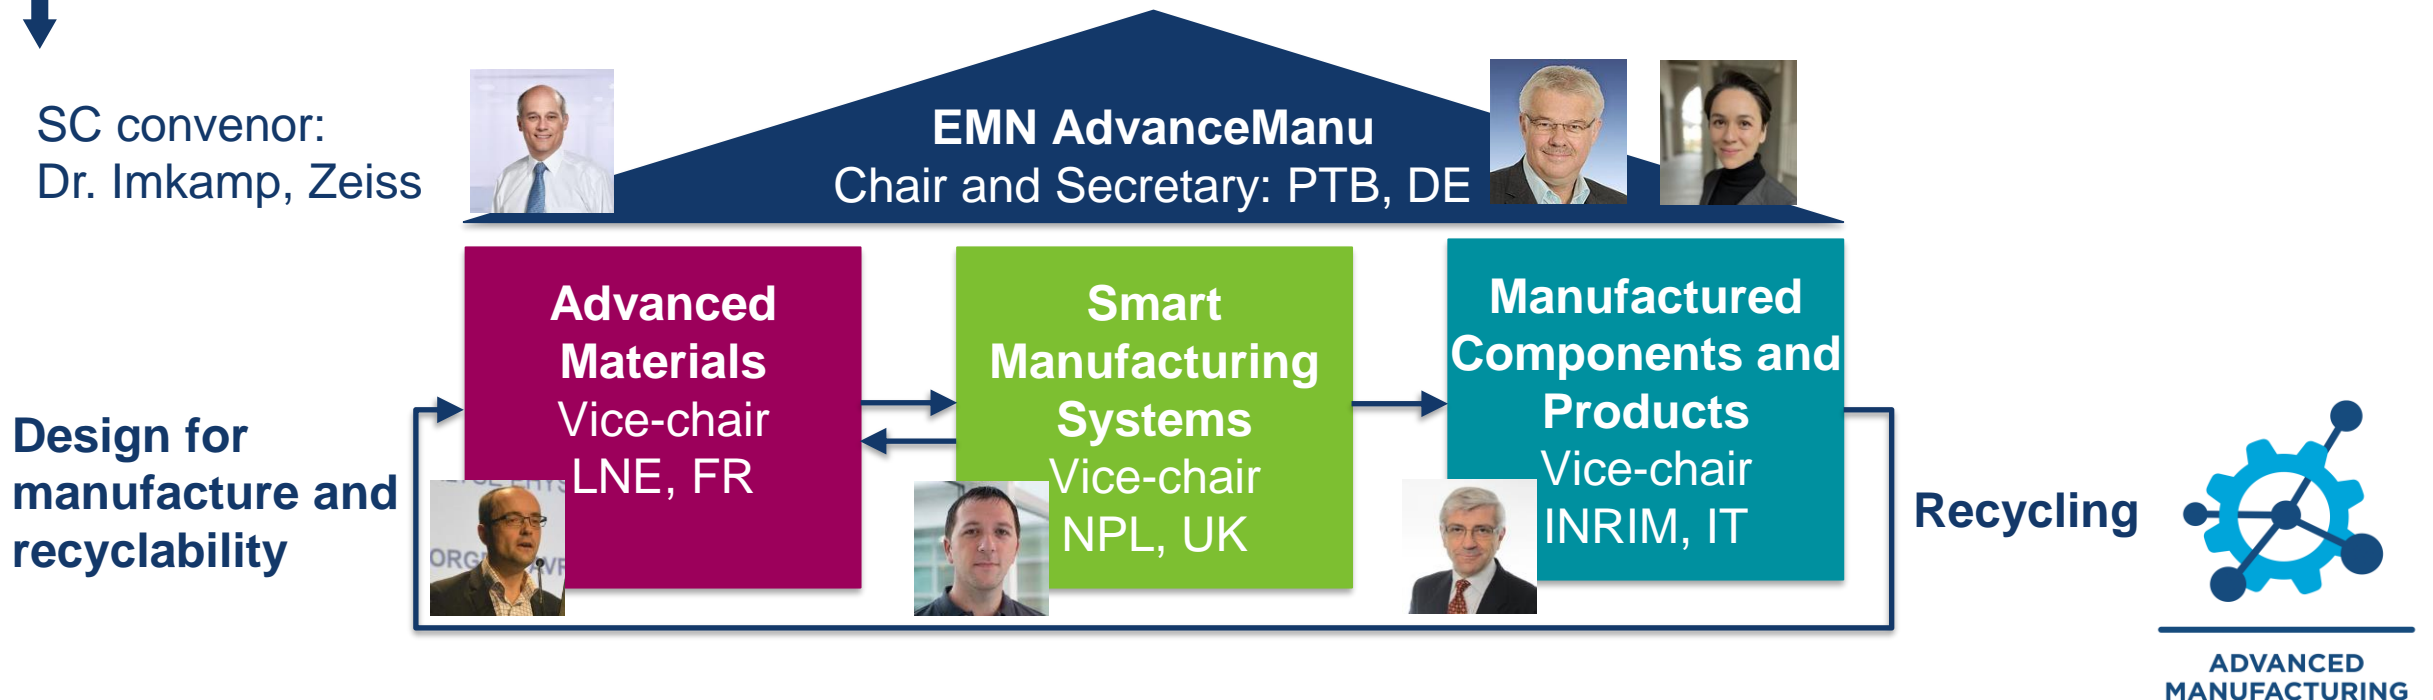 SC convenor:
Dr. Imkamp, Zeiss
EMN AdvanceManu
Chair and Secretary: PTB, DE
Advanced
Materials
Vice-chair
LNE, FR
Smart
Manufacturing
Systems
Vice-chair
NPL, UK
Manufactured
Components and
Products
Vice-chair
INRIM, IT
Design for
manufacture and
recyclability
Recycling
ADVANCED
MANUFACTURING